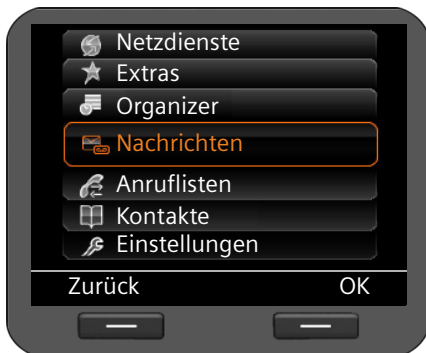 Netzdienste
Extras
Organizer
Nachrichten
Anruflisten
Kontakte
Einstellungen
Zurück OK